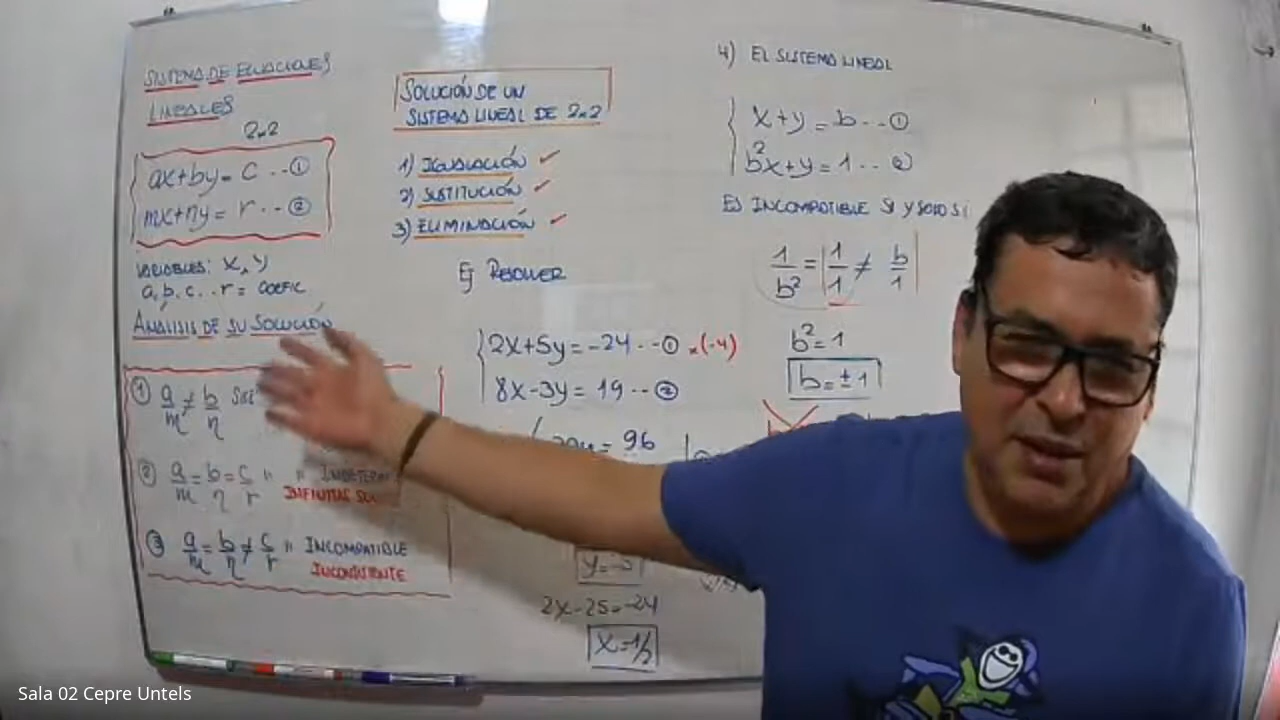 SISTEMA DE ECUACIONES
LINEALES
2x2
ax+by = c ...①
mx+ny = r ...②
VARIABLES: x, y
a, b, c...r = COEFIC
ANÁLISIS DE SU SOLUCIÓN
① a/m ≠ b/n
② a/m = b/n = c/r " "
INFINITAS
③ a/m = b/n ≠ c/r " INCOMPATIBLE
INCONSISTENTE
SOLUCIÓN DE UN
SISTEMA LINEAL DE 2x2
1) IGUALACIÓN ✓
2) SUSTITUCIÓN ✓
3) ELIMINACIÓN ✓
Ej RESOLVER
2x+5y = -24 ...① x(-4)
8x-3y = 19 ...②
= 96
2x-25=-24
x=1/2
4) EL SISTEMA LINEAL
x+y = b ...①
b²x+y = 1 ...②
ES INCOMPATIBLE SI Y SOLO SI
1/b² = 1/1 ≠ b/1
b² = 1
b = ±1
Sala 02 Cepre Untels